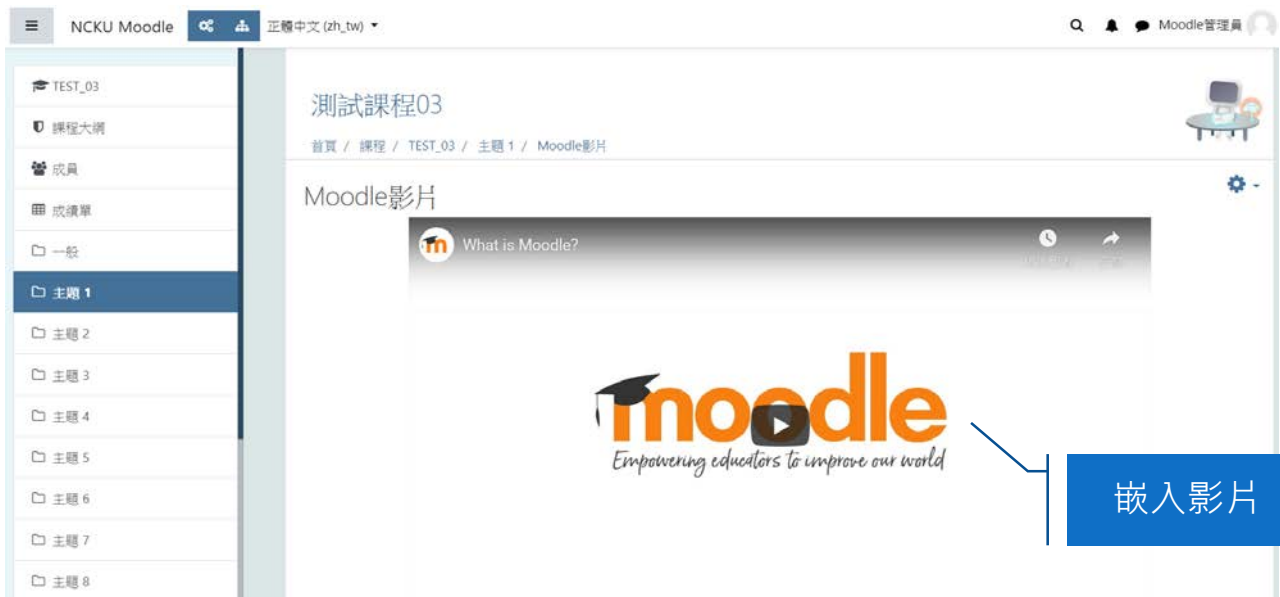 NCKU Moodle 正體中文 (zh_tw) Moodle管理員
TEST_03
課程大綱
成員
成績單
一般
主題 1
主題 2
主題 3
主題 4
主題 5
主題 6
主題 7
主題 8
測試課程03
首頁 / 課程 / TEST_03 / 主題 1 / Moodle影片
Moodle影片
What is Moodle?
moodle
Empowering educators to improve our world
嵌入影片